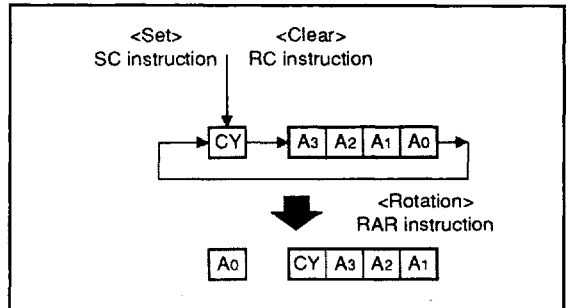 <Set> <Clear>
SC instruction RC instruction
CY A3 A2 A1 A0
<Rotation>
RAR instruction
A0 CY A3 A2 A1